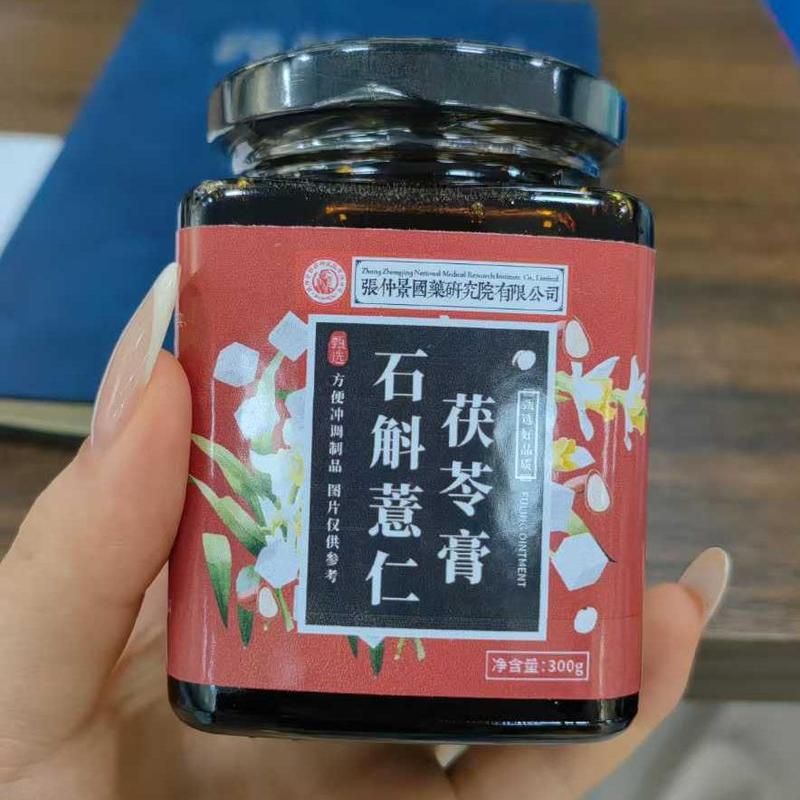 Zhang Zhongjing National Medical Research Institute Co., Limited
張仲景國藥研究院有限公司
甄选
石斛薏仁
茯苓膏
方便冲调制品 图片仅供参考
甄选好品质
FULING OINTMENT
净含量:300g